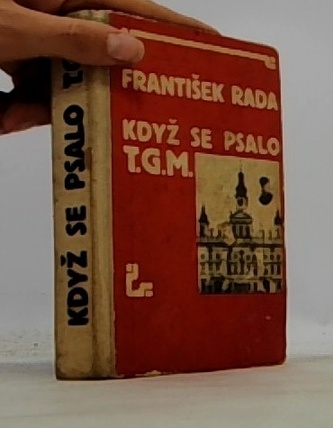 FRANTIŠEK RADA
KDYŽ SE PSALO
T.G.M.
KDYŽ SE PSALO T.G